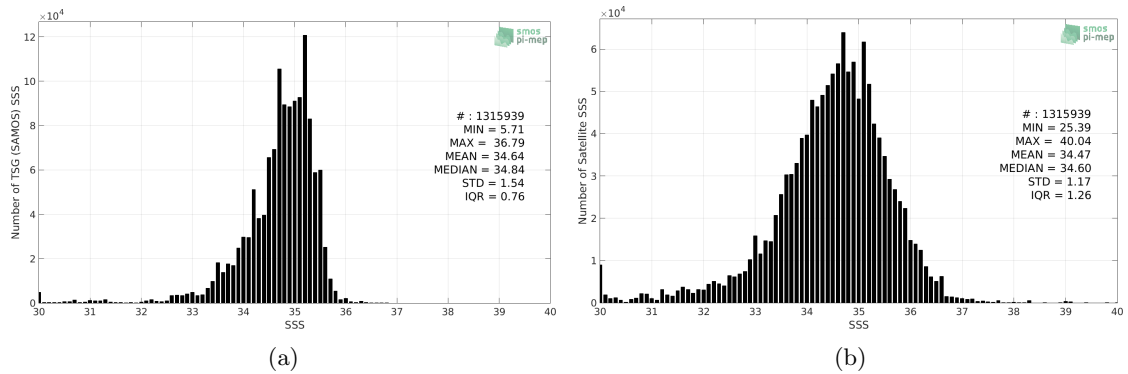 ×10⁴
smos
pi-mep
12
10
8
6
4
2
0
Number of TSG (SAMOS) SSS
# : 1315939
MIN = 5.71
MAX = 36.79
MEAN = 34.64
MEDIAN = 34.84
STD = 1.54
IQR = 0.76
30 31 32 33 34 35 36 37 38 39 40
SSS
(a)
×10⁴
smos
pi-mep
6
5
4
3
2
1
0
Number of Satellite SSS
# : 1315939
MIN = 25.39
MAX = 40.04
MEAN = 34.47
MEDIAN = 34.60
STD = 1.17
IQR = 1.26
30 31 32 33 34 35 36 37 38 39 40
SSS
(b)